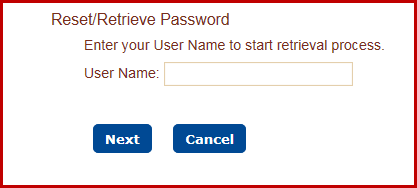 Reset/Retrieve Password
Enter your User Name to start retrieval process.
User Name:
Next Cancel